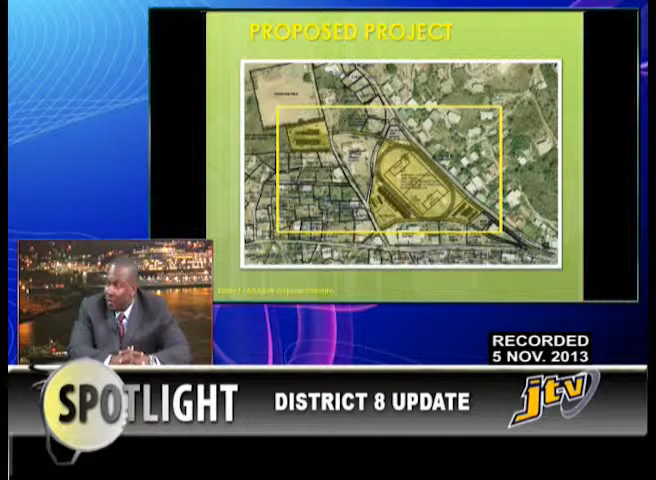 PROPOSED PROJECT
RECORDED
5 NOV. 2013
SPOTLIGHT
DISTRICT 8 UPDATE
jtv